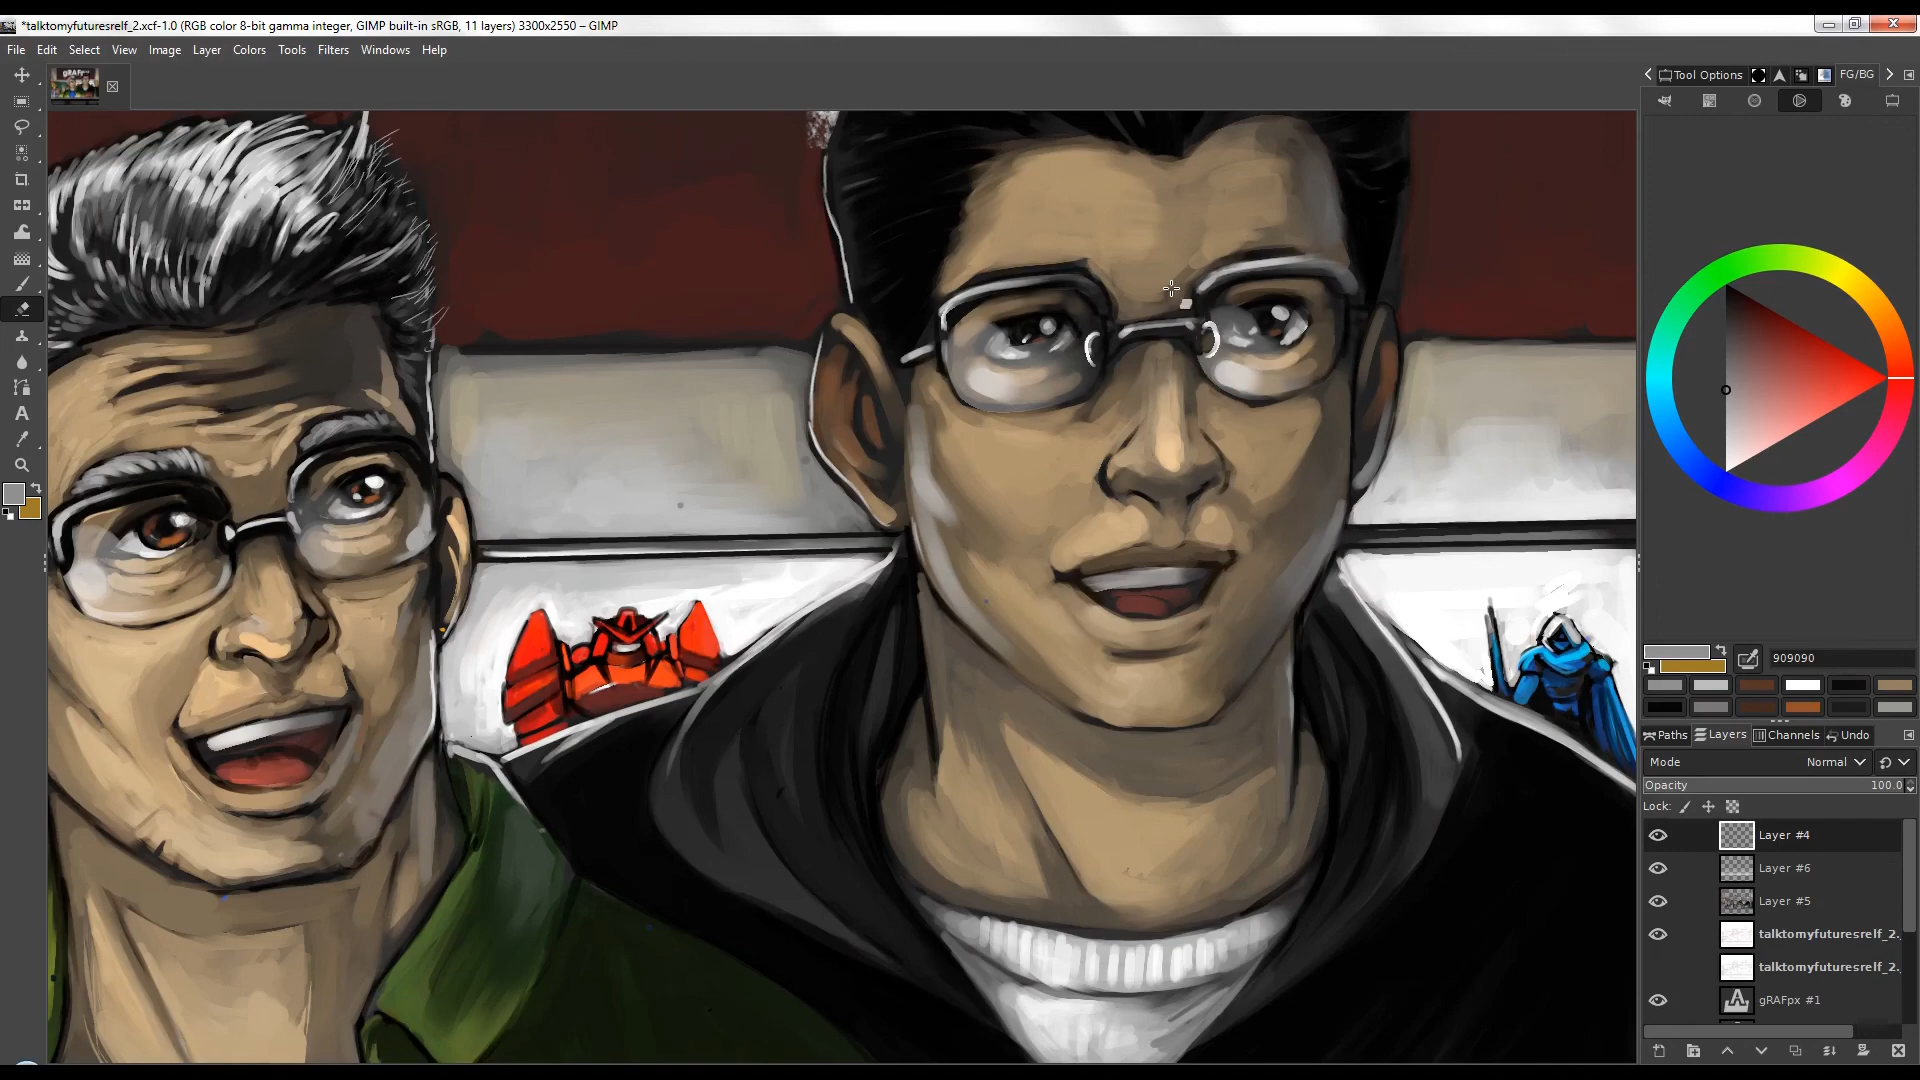 *talktomyfuturesrelf_2.xcf-1.0 (RGB color 8-bit gamma integer, GIMP built-in sRGB, 11 layers) 3300x2550 – GIMP
File Edit Select View Image Layer Colors Tools Filters Windows Help
Tool Options FG/BG
909090
Paths Layers Channels Undo
Mode Normal
Opacity 100.0
Lock:
Layer #4
Layer #6
Layer #5
talktomyfuturesrelf_2.
talktomyfuturesrelf_2.
gRAFpx #1